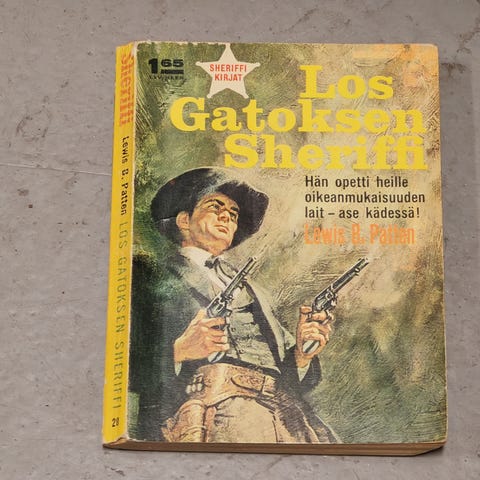 1 65
SHERIFFI
KIRJAT
Los
Gatoksen
Sheriffi
Hän opetti heille
oikeanmukaisuuden
lait – ase kädessä!
Lewis B. Patten
Sheriffi
Lewis B. Patten LOS GATOKSEN SHERIFFI
28